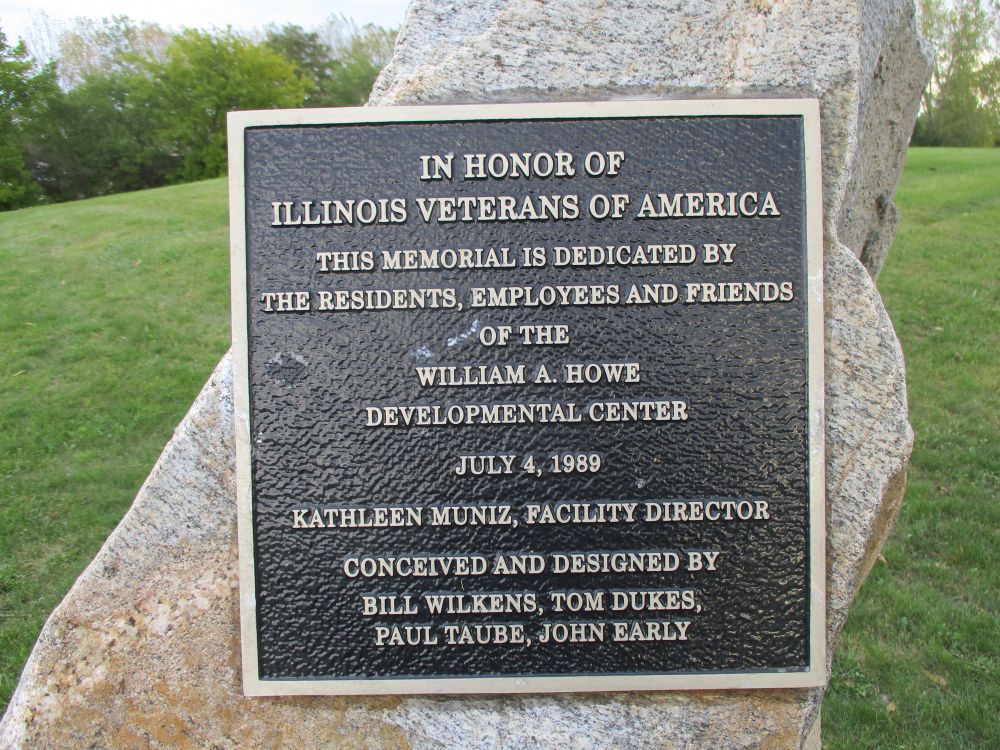 IN HONOR OF
ILLINOIS VETERANS OF AMERICA
THIS MEMORIAL IS DEDICATED BY
THE RESIDENTS, EMPLOYEES AND FRIENDS
OF THE
WILLIAM A. HOWE
DEVELOPMENTAL CENTER
JULY 4, 1989
KATHLEEN MUNIZ, FACILITY DIRECTOR
CONCEIVED AND DESIGNED BY
BILL WILKENS, TOM DUKES,
PAUL TAUBE, JOHN EARLY